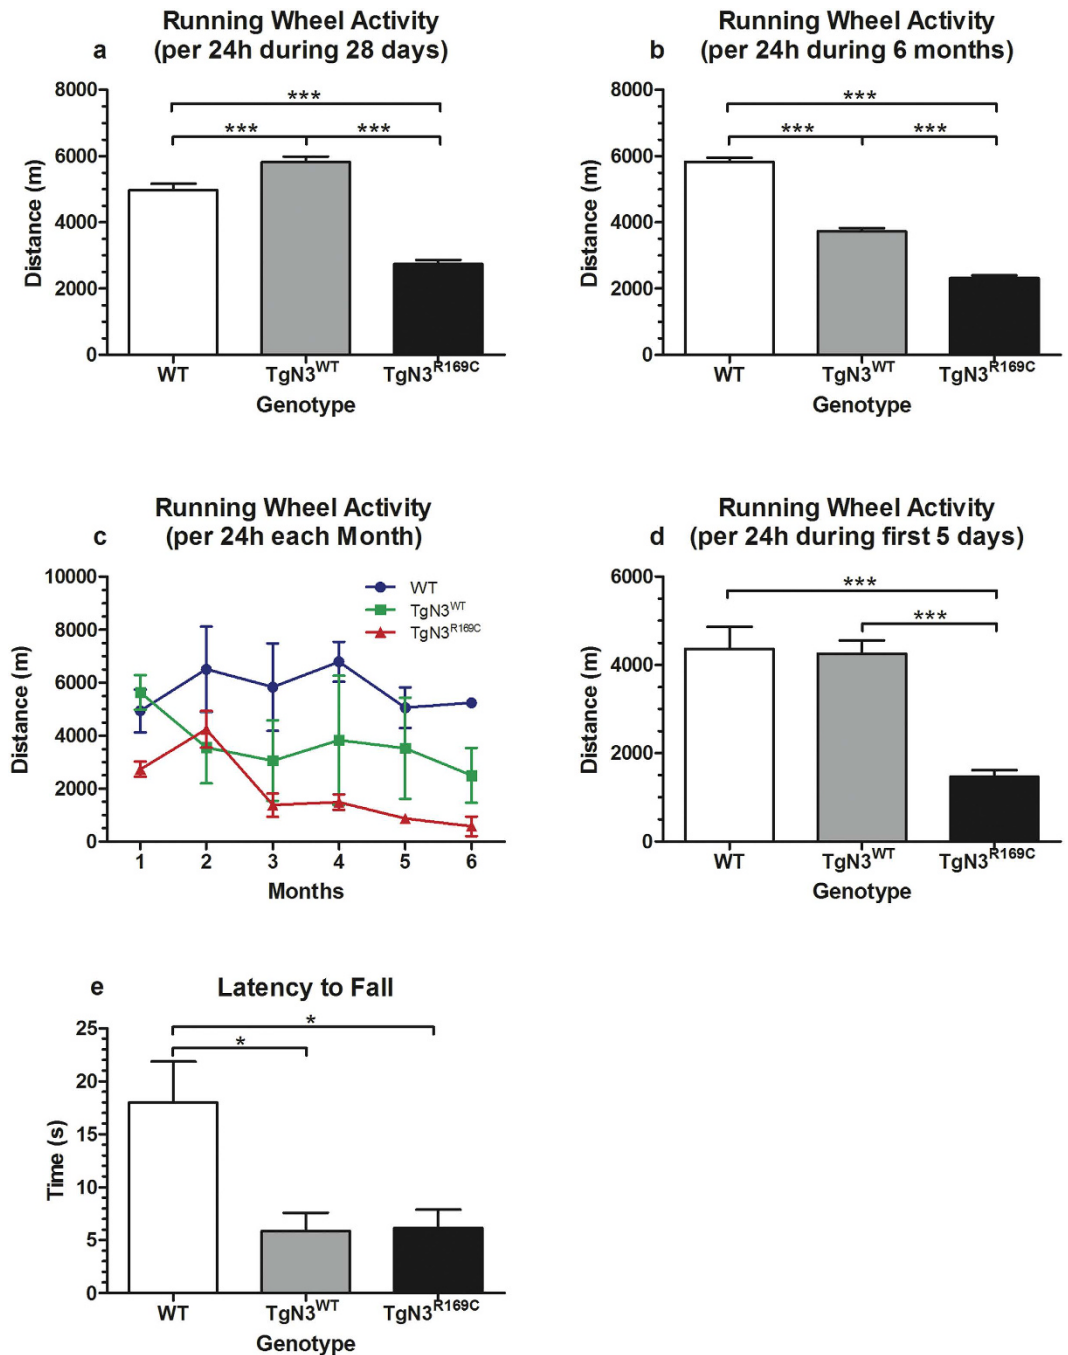 a Running Wheel Activity
(per 24h during 28 days)
8000
6000
4000
2000
0
Distance (m)
***
*** ***
WT TgN3WT TgN3R169C
Genotype
b Running Wheel Activity
(per 24h during 6 months)
8000
6000
4000
2000
0
Distance (m)
***
*** ***
WT TgN3WT TgN3R169C
Genotype
c Running Wheel Activity
(per 24h each Month)
10000
8000
6000
4000
2000
0
Distance (m)
WT
TgN3WT
TgN3R169C
1 2 3 4 5 6
Months
d Running Wheel Activity
(per 24h during first 5 days)
6000
4000
2000
0
Distance (m)
***
***
WT TgN3WT TgN3R169C
Genotype
e Latency to Fall
25
20
15
10
5
0
Time (s)
*
*
WT TgN3WT TgN3R169C
Genotype